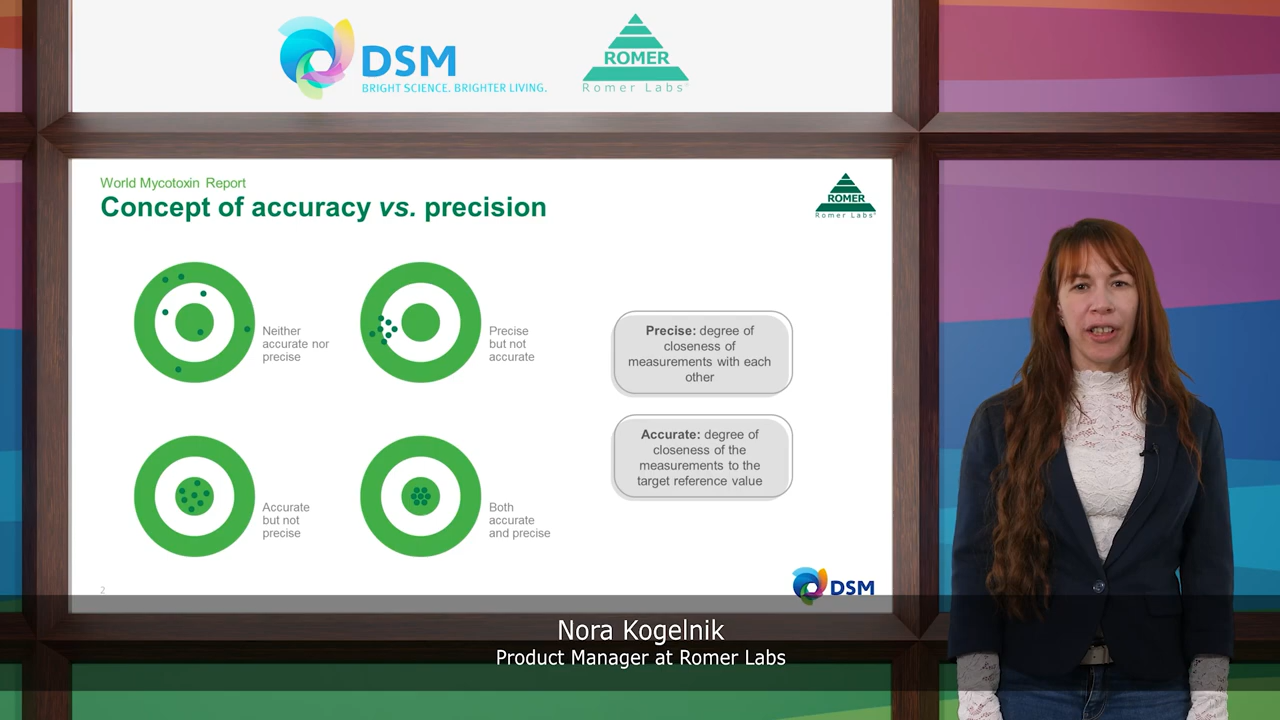 DSM
BRIGHT SCIENCE. BRIGHTER LIVING.
ROMER
Romer Labs®
World Mycotoxin Report
Concept of accuracy vs. precision
ROMER
Romer Labs®
Neither
accurate nor
precise
Precise
but not
accurate
Precise: degree of
closeness of
measurements with each
other
Accurate: degree of
closeness of the
measurements to the
target reference value
Accurate
but not
precise
Both
accurate
and precise
2
DSM
Nora Kogelnik
Product Manager at Romer Labs